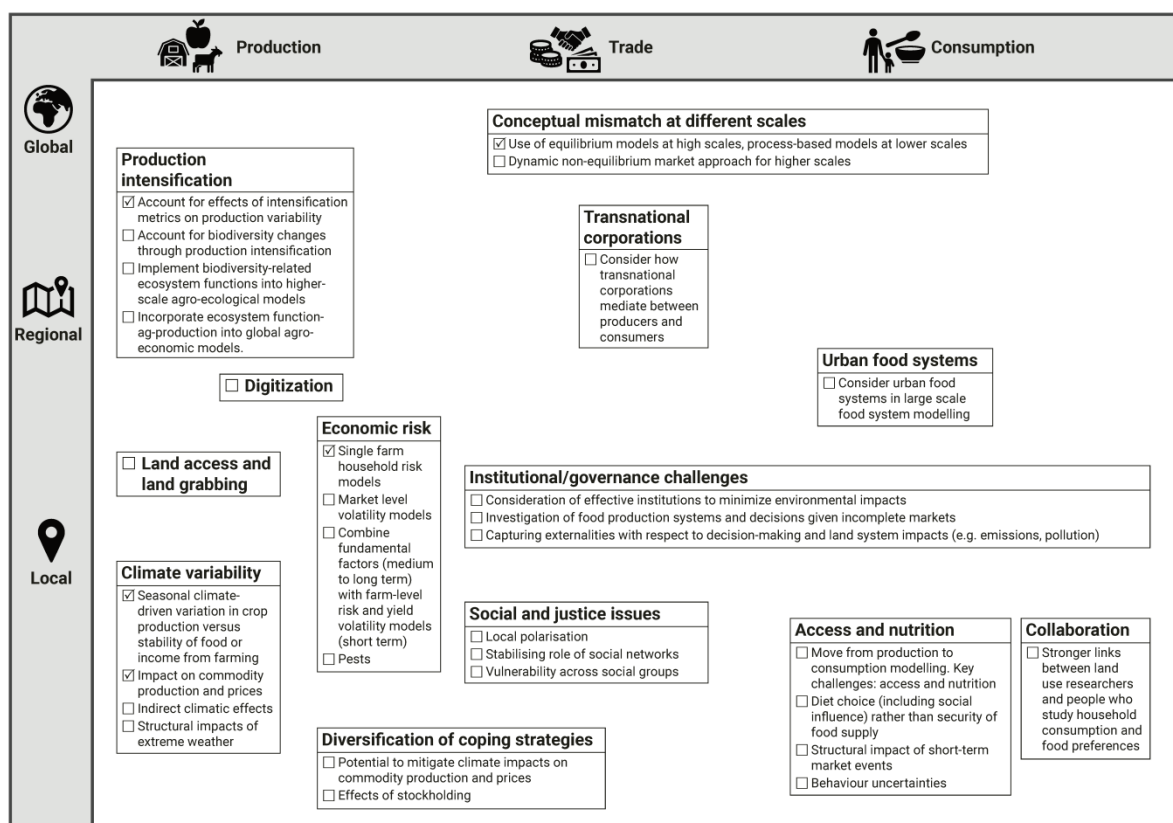 Production
Trade
Consumption
Global
Regional
Local
Conceptual mismatch at different scales
☑ Use of equilibrium models at high scales, process-based models at lower scales
☐ Dynamic non-equilibrium market approach for higher scales
Production
intensification
☑ Account for effects of intensification
metrics on production variability
☐ Account for biodiversity changes
through production intensification
☐ Implement biodiversity-related
ecosystem functions into higher-
scale agro-ecological models
☐ Incorporate ecosystem function-
ag-production into global agro-
economic models.
Transnational
corporations
☐ Consider how
transnational
corporations
mediate between
producers and
consumers
Urban food systems
☐ Consider urban food
systems in large scale
food system modelling
☐ Digitization
☐ Land access and
land grabbing
Economic risk
☑ Single farm
household risk
models
☐ Market level
volatility models
☐ Combine
fundamental
factors (medium
to long term)
with farm-level
risk and yield
volatility models
(short term)
☐ Pests
Institutional/governance challenges
☐ Consideration of effective institutions to minimize environmental impacts
☐ Investigation of food production systems and decisions given incomplete markets
☐ Capturing externalities with respect to decision-making and land system impacts (e.g. emissions, pollution)
Climate variability
☑ Seasonal climate-
driven variation in crop
production versus
stability of food or
income from farming
☑ Impact on commodity
production and prices
☐ Indirect climatic effects
☐ Structural impacts of
extreme weather
Social and justice issues
☐ Local polarisation
☐ Stabilising role of social networks
☐ Vulnerability across social groups
Access and nutrition
☐ Move from production to
consumption modelling. Key
challenges: access and nutrition
☐ Diet choice (including social
influence) rather than security of
food supply
☐ Structural impact of short-term
market events
☐ Behaviour uncertainties
Collaboration
☐ Stronger links
between land
use researchers
and people who
study household
consumption and
food preferences
Diversification of coping strategies
☐ Potential to mitigate climate impacts on
commodity production and prices
☐ Effects of stockholding